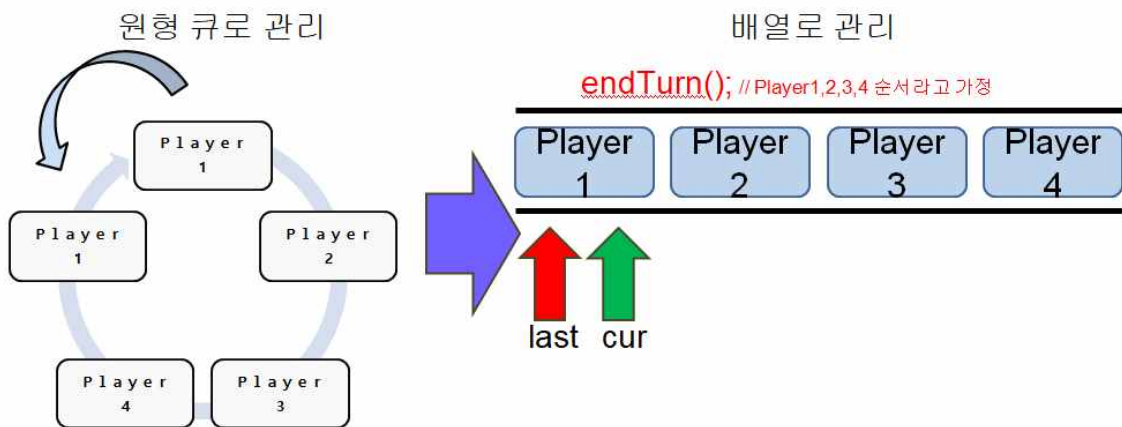 원형 큐로 관리
Player
1
Player
1
Player
2
Player
4
Player
3
배열로 관리
endTurn(); // Player1,2,3,4 순서라고 가정
Player
1
Player
2
Player
3
Player
4
last
cur